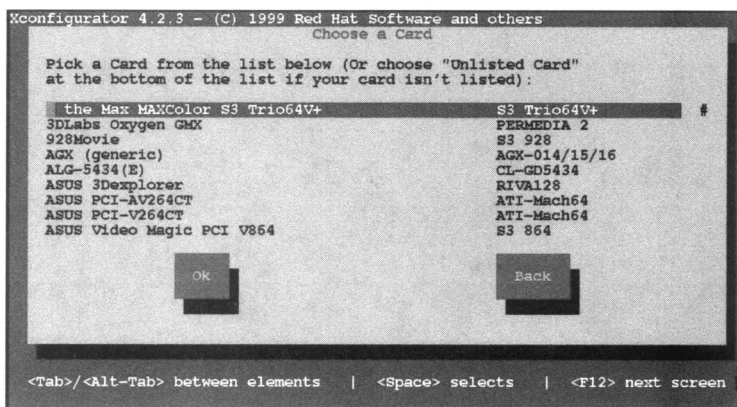 Xconfigurator 4.2.3 - (C) 1999 Red Hat Software and others
Choose a Card
Pick a Card from the list below (Or choose "Unlisted Card"
at the bottom of the list if your card isn't listed):
the Max MAXColor S3 Trio64V+ S3 Trio64V+ #
3DLabs Oxygen GMX PERMEDIA 2
928Movie S3 928
AGX (generic) AGX-014/15/16
ALG-5434(E) CL-GD5434
ASUS 3Dexplorer RIVA128
ASUS PCI-AV264CT ATI-Mach64
ASUS PCI-V264CT ATI-Mach64
ASUS Video Magic PCI V864 S3 864
Ok Back
<Tab>/<Alt-Tab> between elements | <Space> selects | <F12> next screen